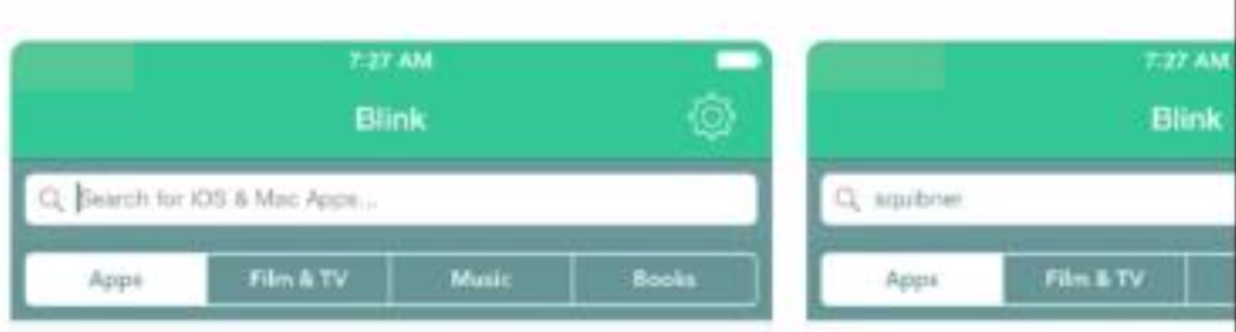 7:27 AM
Blink
Search for iOS & Mac Apps...
Apps
Film & TV
Music
Books
7:27 AM
Blink
squibner
Apps
Film & TV